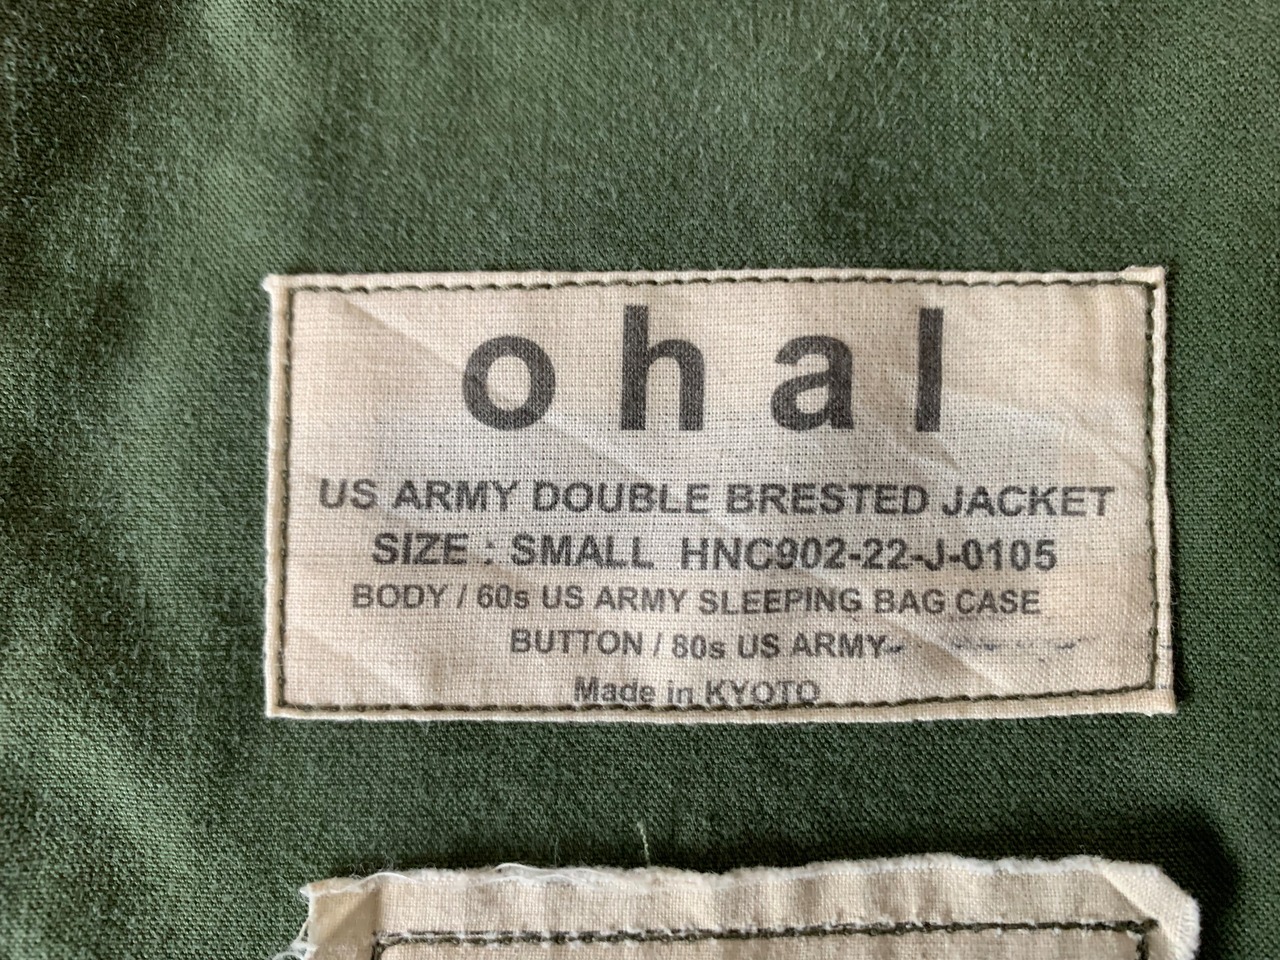 ohal
US ARMY DOUBLE BRESTED JACKET
SIZE : SMALL HNC902-22-J-0105
BODY / 60s US ARMY SLEEPING BAG CASE
BUTTON / 80s US ARMY
Made in KYOTO